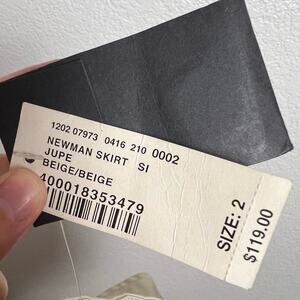 1202 07973 0416 210 0002
NEWMAN SKIRT SI
JUPE
BEIGE/BEIGE
400018353479
SIZE: 2
$119.00